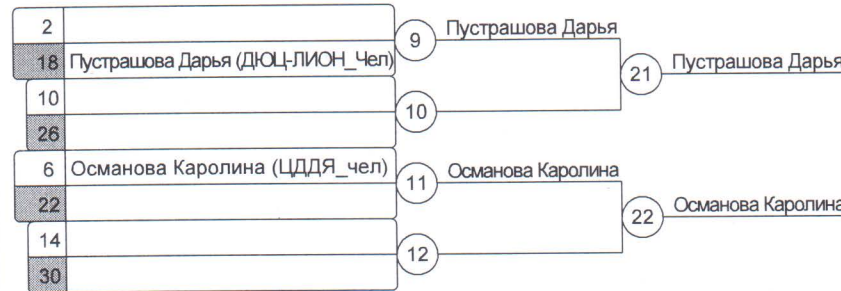 2
9 Пустрашова Дарья
18 Пустрашова Дарья (ДЮЦ-ЛИОН_Чел)
21 Пустрашова Дарья
10
10
26
6 Османова Каролина (ЦДДЯ_чел)
11 Османова Каролина
22
22 Османова Каролина
14
12
30